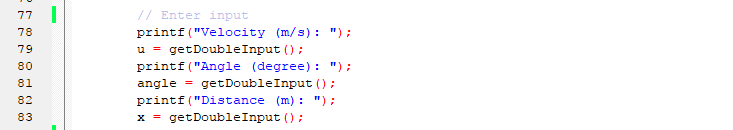 77 // Enter input
78 printf("Velocity (m/s): ");
79 u = getDoubleInput();
80 printf("Angle (degree): ");
81 angle = getDoubleInput();
82 printf("Distance (m): ");
83 x = getDoubleInput();